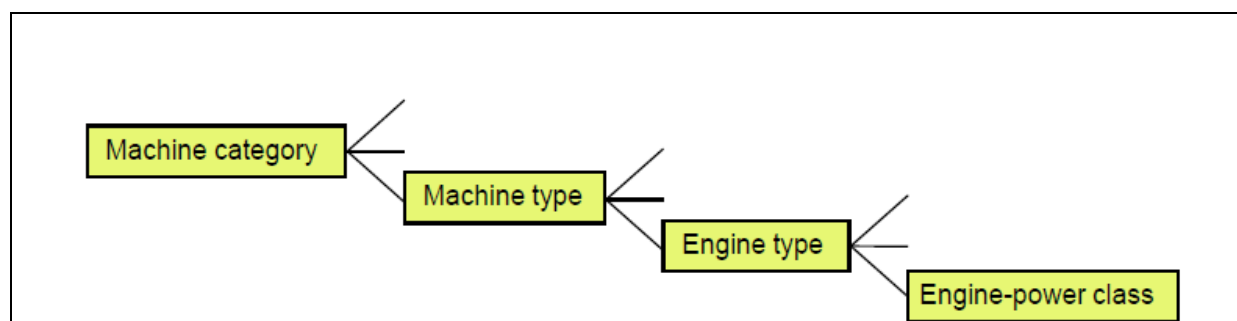 Machine category
Machine type
Engine type
Engine-power class